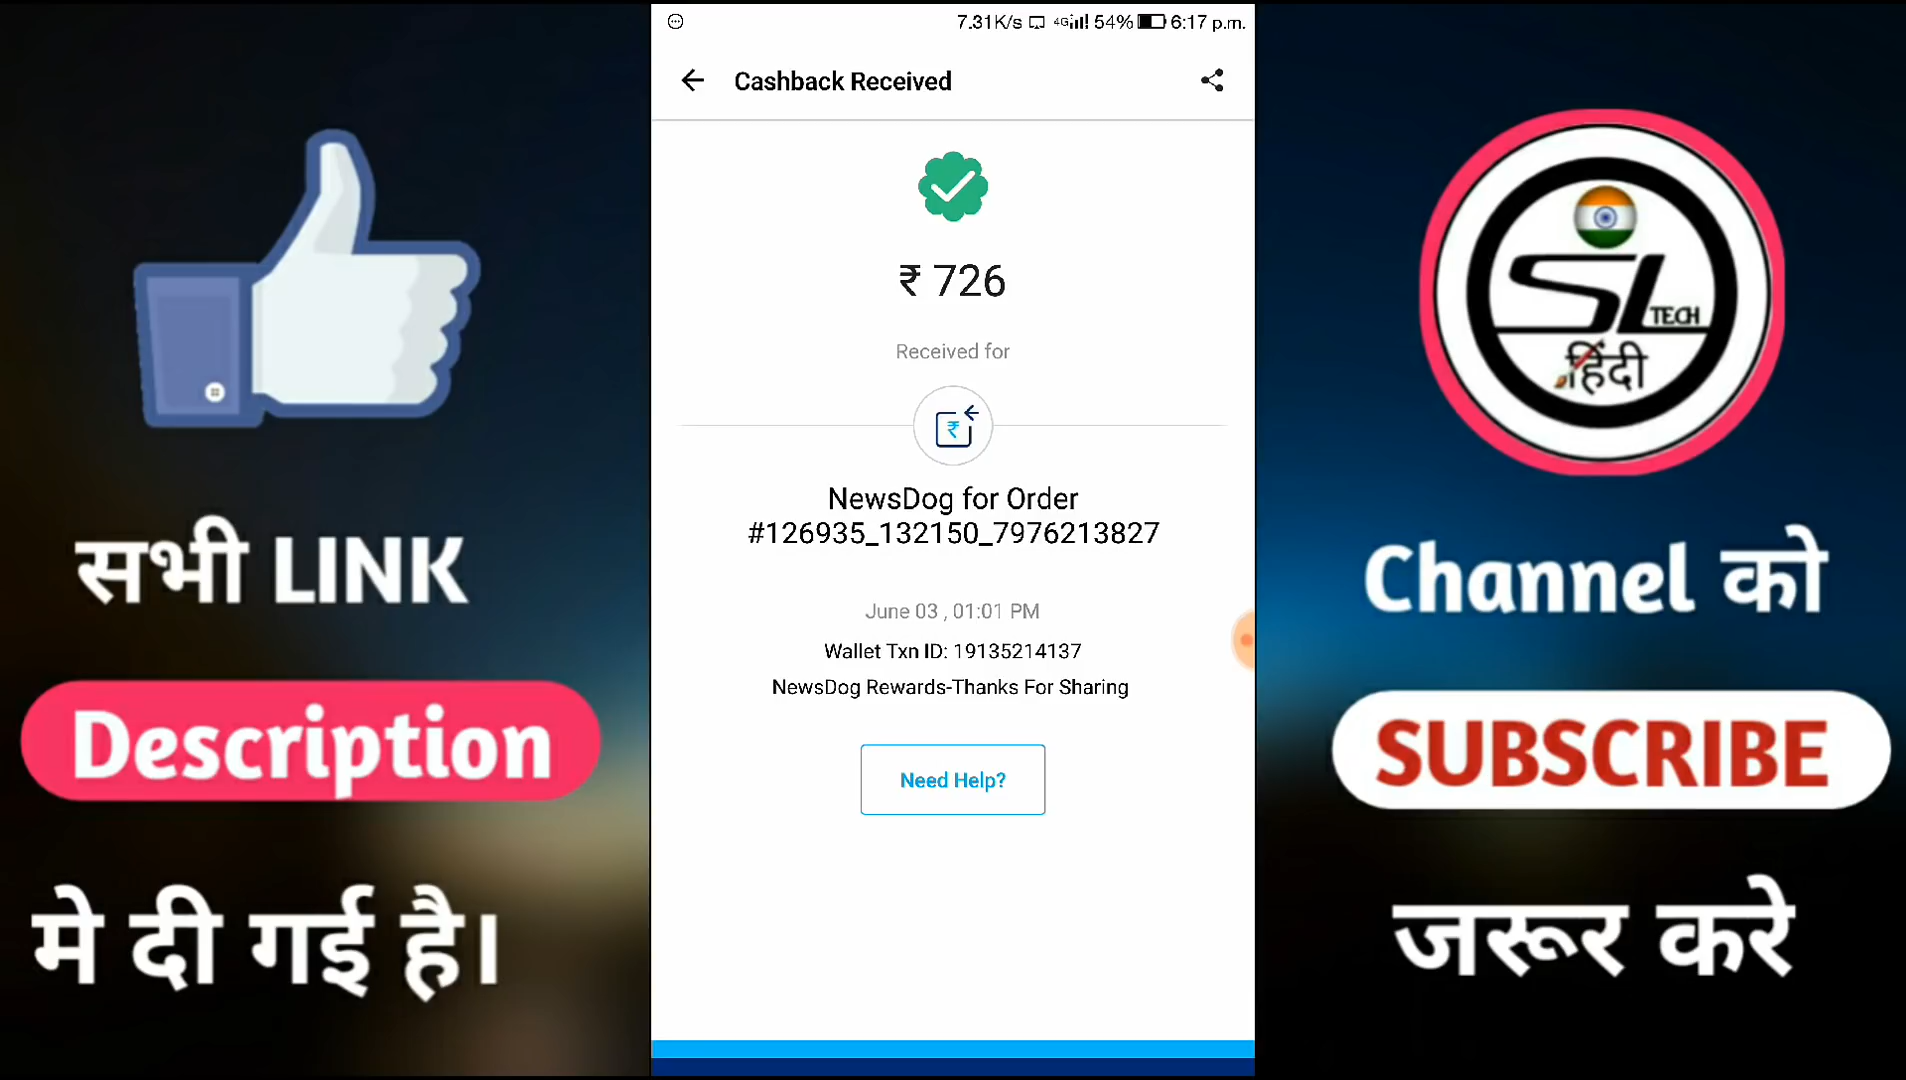 7.31K/s 4G 54% 6:17 p.m.
Cashback Received
₹ 726
Received for
₹
NewsDog for Order
#126935_132150_7976213827
June 03 , 01:01 PM
Wallet Txn ID: 19135214137
NewsDog Rewards-Thanks For Sharing
Need Help?
सभी LINK
Description
मे दी गई है।
SL TECH
हिंदी
Channel को
SUBSCRIBE
जरूर करे